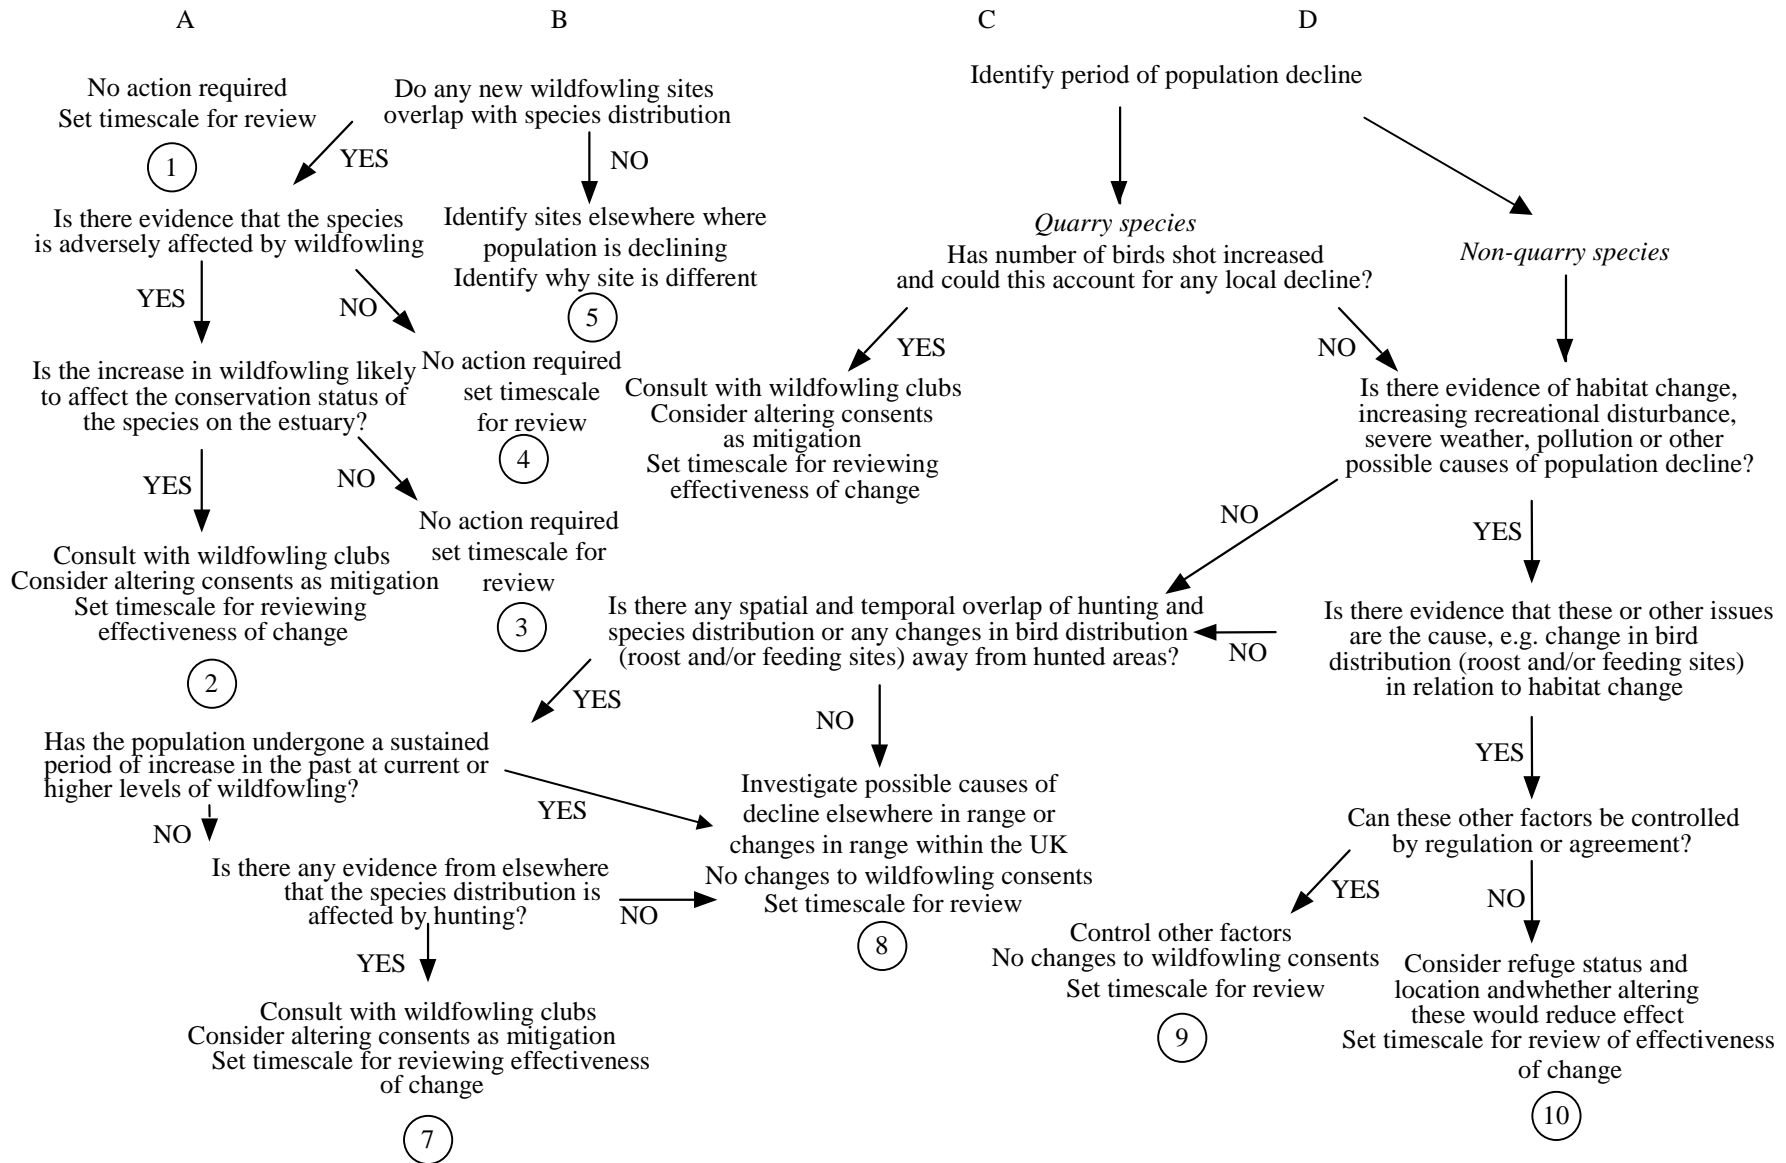 A
B
C
D
No action required
Set timescale for review
1
Do any new wildfowling sites
overlap with species distribution
YES
NO
Is there evidence that the species
is adversely affected by wildfowling
YES
NO
Identify sites elsewhere where
population is declining
Identify why site is different
5
Is the increase in wildfowling likely
to affect the conservation status of
the species on the estuary?
YES
NO
No action required
set timescale
for review
4
No action required
set timescale for
review
3
Consult with wildfowling clubs
Consider altering consents as mitigation
Set timescale for reviewing
effectiveness of change
2
Identify period of population decline
Quarry species
Has number of birds shot increased
and could this account for any local decline?
YES
NO
Non-quarry species
Consult with wildfowling clubs
Consider altering consents
as mitigation
Set timescale for reviewing
effectiveness of change
Is there evidence of habitat change,
increasing recreational disturbance,
severe weather, pollution or other
possible causes of population decline?
NO
YES
Is there any spatial and temporal overlap of hunting and
species distribution or any changes in bird distribution
(roost and/or feeding sites) away from hunted areas?
YES
NO
Is there evidence that these or other issues
are the cause, e.g. change in bird
distribution (roost and/or feeding sites)
in relation to habitat change
NO
YES
Has the population undergone a sustained
period of increase in the past at current or
higher levels of wildfowling?
NO
YES
Investigate possible causes of
decline elsewhere in range or
changes in range within the UK
No changes to wildfowling consents
Set timescale for review
8
Is there any evidence from elsewhere
that the species distribution is
affected by hunting?
NO
YES
Consult with wildfowling clubs
Consider altering consents as mitigation
Set timescale for reviewing effectiveness
of change
7
Can these other factors be controlled
by regulation or agreement?
YES
NO
Control other factors
No changes to wildfowling consents
Set timescale for review
9
Consider refuge status and
location andwhether altering
these would reduce effect
Set timescale for review of effectiveness
of change
10